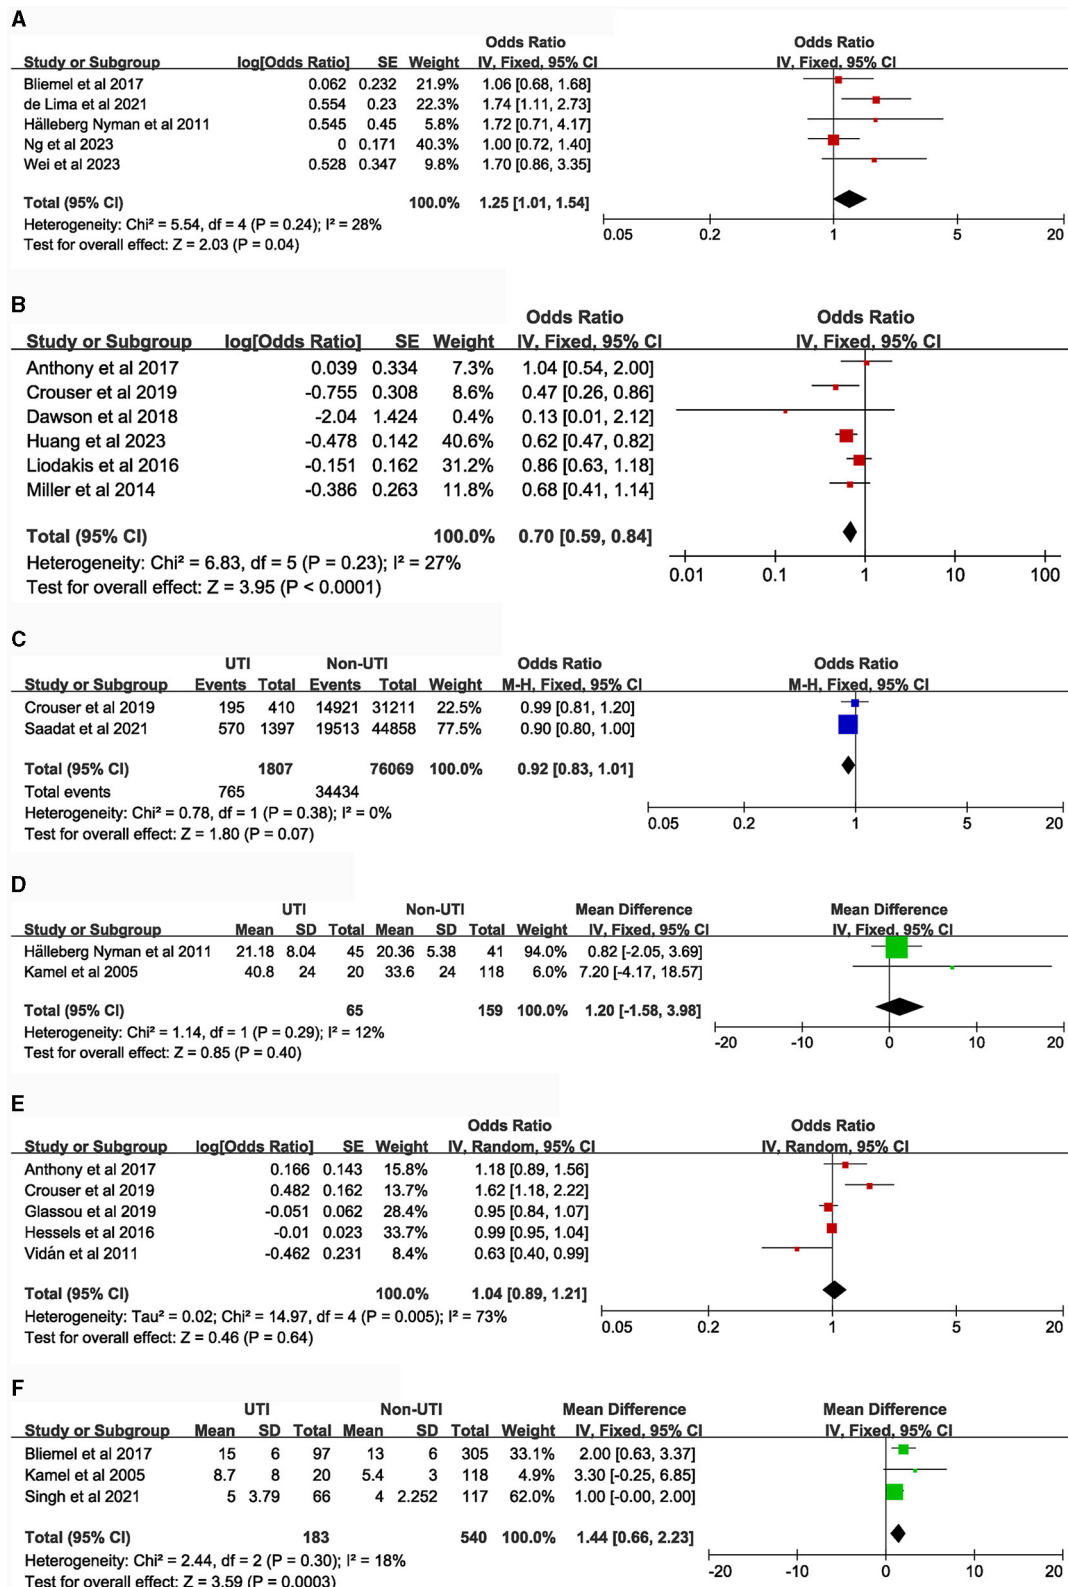 A
Odds Ratio Odds Ratio
Study or Subgroup log[Odds Ratio] SE Weight IV, Fixed, 95% CI IV, Fixed, 95% CI
Bliemel et al 2017 0.062 0.232 21.9% 1.06 [0.68, 1.68]
de Lima et al 2021 0.554 0.23 22.3% 1.74 [1.11, 2.73]
Hälleberg Nyman et al 2011 0.545 0.45 5.8% 1.72 [0.71, 4.17]
Ng et al 2023 0 0.171 40.3% 1.00 [0.72, 1.40]
Wei et al 2023 0.528 0.347 9.8% 1.70 [0.86, 3.35]
Total (95% CI) 100.0% 1.25 [1.01, 1.54]
Heterogeneity: Chi² = 5.54, df = 4 (P = 0.24); I² = 28%
Test for overall effect: Z = 2.03 (P = 0.04)
0.05 0.2 1 5 20
B
Odds Ratio Odds Ratio
Study or Subgroup log[Odds Ratio] SE Weight IV, Fixed, 95% CI IV, Fixed, 95% CI
Anthony et al 2017 0.039 0.334 7.3% 1.04 [0.54, 2.00]
Crouser et al 2019 -0.755 0.308 8.6% 0.47 [0.26, 0.86]
Dawson et al 2018 -2.04 1.424 0.4% 0.13 [0.01, 2.12]
Huang et al 2023 -0.478 0.142 40.6% 0.62 [0.47, 0.82]
Liodakis et al 2016 -0.151 0.162 31.2% 0.86 [0.63, 1.18]
Miller et al 2014 -0.386 0.263 11.8% 0.68 [0.41, 1.14]
Total (95% CI) 100.0% 0.70 [0.59, 0.84]
Heterogeneity: Chi² = 6.83, df = 5 (P = 0.23); I² = 27%
Test for overall effect: Z = 3.95 (P < 0.0001)
0.01 0.1 1 10 100
C
UTI Non-UTI Odds Ratio Odds Ratio
Study or Subgroup Events Total Events Total Weight M-H, Fixed, 95% CI M-H, Fixed, 95% CI
Crouser et al 2019 195 410 14921 31211 22.5% 0.99 [0.81, 1.20]
Saadat et al 2021 570 1397 19513 44858 77.5% 0.90 [0.80, 1.00]
Total (95% CI) 1807 76069 100.0% 0.92 [0.83, 1.01]
Total events 765 34434
Heterogeneity: Chi² = 0.78, df = 1 (P = 0.38); I² = 0%
Test for overall effect: Z = 1.80 (P = 0.07)
0.05 0.2 1 5 20
D
UTI Non-UTI Mean Difference Mean Difference
Study or Subgroup Mean SD Total Mean SD Total Weight IV, Fixed, 95% CI IV, Fixed, 95% CI
Hälleberg Nyman et al 2011 21.18 8.04 45 20.36 5.38 41 94.0% 0.82 [-2.05, 3.69]
Kamel et al 2005 40.8 24 20 33.6 24 118 6.0% 7.20 [-4.17, 18.57]
Total (95% CI) 65 159 100.0% 1.20 [-1.58, 3.98]
Heterogeneity: Chi² = 1.14, df = 1 (P = 0.29); I² = 12%
Test for overall effect: Z = 0.85 (P = 0.40)
-20 -10 0 10 20
E
Odds Ratio Odds Ratio
Study or Subgroup log[Odds Ratio] SE Weight IV, Random, 95% CI IV, Random, 95% CI
Anthony et al 2017 0.166 0.143 15.8% 1.18 [0.89, 1.56]
Crouser et al 2019 0.482 0.162 13.7% 1.62 [1.18, 2.22]
Glassou et al 2019 -0.051 0.062 28.4% 0.95 [0.84, 1.07]
Hessels et al 2016 -0.01 0.023 33.7% 0.99 [0.95, 1.04]
Vidán et al 2011 -0.462 0.231 8.4% 0.63 [0.40, 0.99]
Total (95% CI) 100.0% 1.04 [0.89, 1.21]
Heterogeneity: Tau² = 0.02; Chi² = 14.97, df = 4 (P = 0.005); I² = 73%
Test for overall effect: Z = 0.46 (P = 0.64)
0.05 0.2 1 5 20
F
UTI Non-UTI Mean Difference Mean Difference
Study or Subgroup Mean SD Total Mean SD Total Weight IV, Fixed, 95% CI IV, Fixed, 95% CI
Bliemel et al 2017 15 6 97 13 6 305 33.1% 2.00 [0.63, 3.37]
Kamel et al 2005 8.7 8 20 5.4 3 118 4.9% 3.30 [-0.25, 6.85]
Singh et al 2021 5 3.79 66 4 2.252 117 62.0% 1.00 [-0.00, 2.00]
Total (95% CI) 183 540 100.0% 1.44 [0.66, 2.23]
Heterogeneity: Chi² = 2.44, df = 2 (P = 0.30); I² = 18%
Test for overall effect: Z = 3.59 (P = 0.0003)
-20 -10 0 10 20